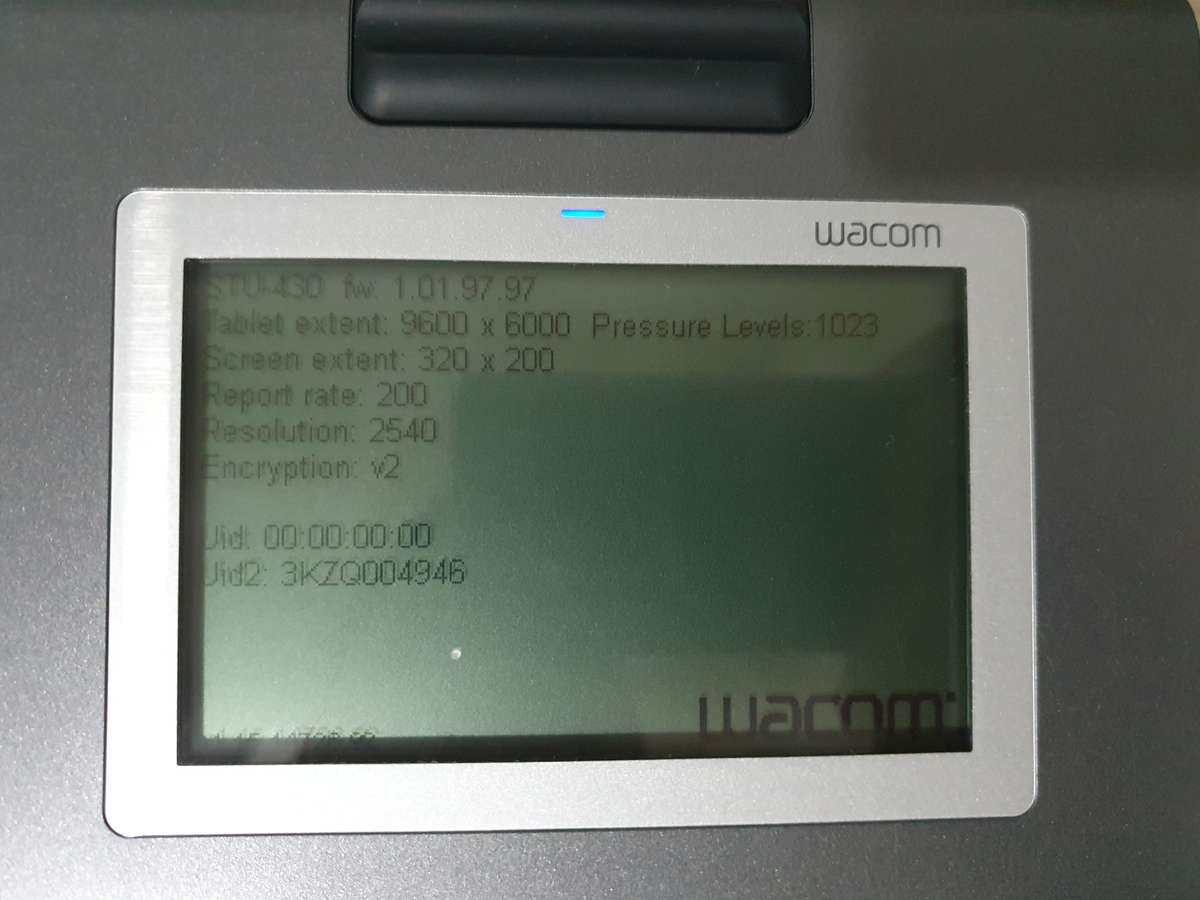 wacom
STU-430 fw: 1.01.97.97
Tablet extent: 9600 x 6000 Pressure Levels:1023
Screen extent: 320 x 200
Report rate: 200
Resolution: 2540
Encryption: v2
Uid: 00:00:00:00
Uid2: 3KZQ004946
wacom